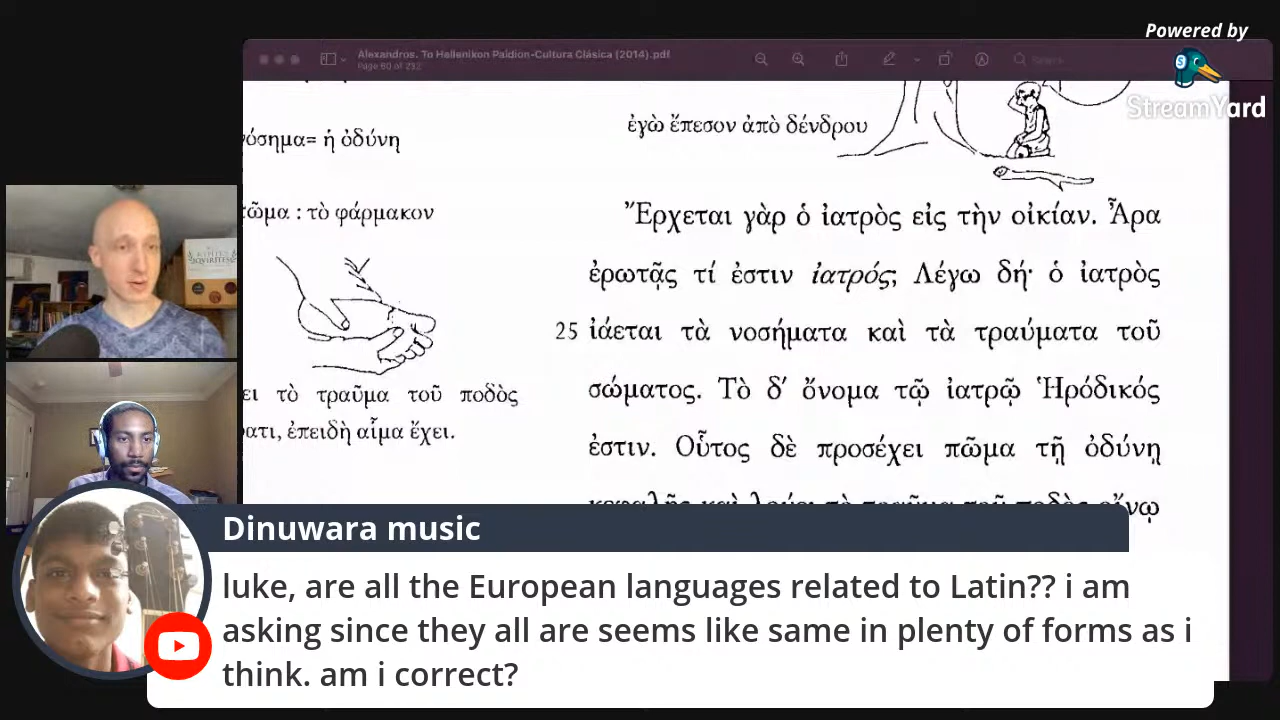 Powered by
StreamYard
Alexandros. To Hellenikon Paidion-Cultura Clásica (2014).pdf
Page 60 of 232
Search
όσημα= ἡ ὀδύνη
τῶμα : τὸ φάρμακον
ει τὸ τραῦμα τοῦ ποδὸς
ατι, ἐπειδὴ αἷμα ἔχει.
ἐγὼ ἔπεσον ἀπὸ δένδρου
Ἔρχεται γὰρ ὁ ἰατρὸς εἰς τὴν οἰκίαν. Ἆρα
ἐρωτᾷς τί ἐστιν ἰατρός; Λέγω δή· ὁ ἰατρὸς
25 ἰάεται τὰ νοσήματα καὶ τὰ τραύματα τοῦ
σώματος. Τὸ δ' ὄνομα τῷ ἰατρῷ Ἡρόδικός
ἐστιν. Οὗτος δὲ προσέχει πῶμα τῇ ὀδύνῃ
Dinuwara music
luke, are all the European languages related to Latin?? i am
asking since they all are seems like same in plenty of forms as i
think. am i correct?